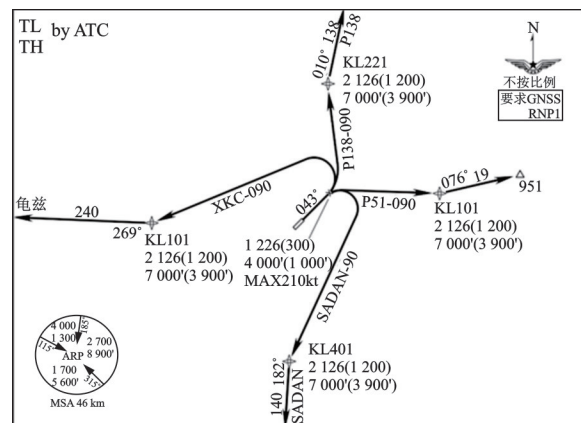 TL
TH
by ATC
N
不按比例
要求GNSS
RNP1
010° 138
P138
KL221
2 126(1 200)
7 000'(3 900')
P138-090
XKC-090
043°
P51-090
076° 19
951
KL101
2 126(1 200)
7 000'(3 900')
龟兹
240
269°
KL101
2 126(1 200)
7 000'(3 900')
1 226(300)
4 000'(1 000')
MAX210kt
SADAN-90
KL401
2 126(1 200)
7 000'(3 900')
140 182°
SADAN
4 000
1 300
185°
2 700
8 900'
115°
ARP
1 700
5 600'
315°
MSA 46 km